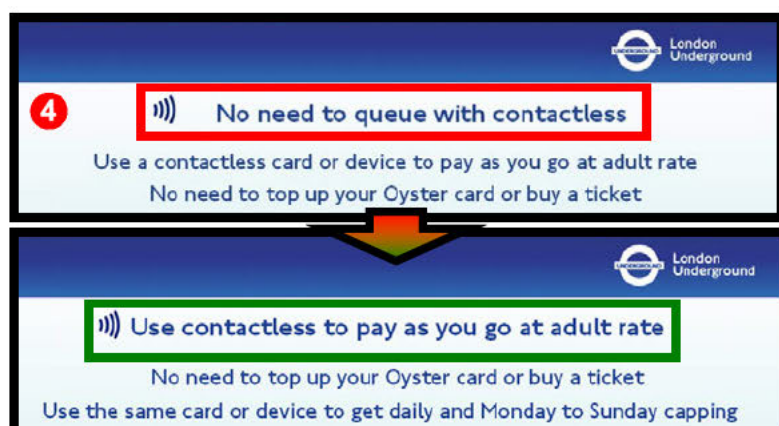 London
Underground
UNDERGROUND
4
No need to queue with contactless
Use a contactless card or device to pay as you go at adult rate
No need to top up your Oyster card or buy a ticket
London
Underground
UNDERGROUND
Use contactless to pay as you go at adult rate
No need to top up your Oyster card or buy a ticket
Use the same card or device to get daily and Monday to Sunday capping